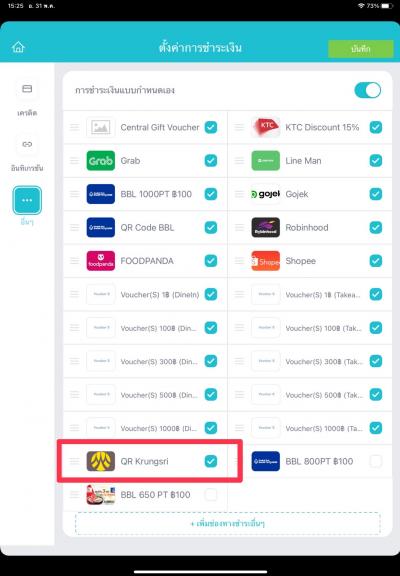 15:25 อ. 31 พ.ค.
73%
ตั้งค่าการชำระเงิน
บันทึก
เครดิต
อินทิเกรชั่น
อื่นๆ
การชำระเงินแบบกำหนดเอง
Central Gift Voucher
KTC KTC Discount 15%
Grab Grab
Line Man
BBL 1000PT ฿100
gojek Gojek
QR Code BBL
Robinhood Robinhood
foodpanda FOODPANDA
Shopee Shopee
Voucher(S) 1฿ (DineIn)
Voucher(S) 1฿ (Takea...
Voucher(S) 100฿ (Din...
Voucher(S) 100฿ (Tak...
Voucher(S) 300฿ (Din...
Voucher(S) 300฿ (Tak...
Voucher(S) 500฿ (Din...
Voucher(S) 500฿ (Tak...
Voucher(S) 1000฿ (Di...
Voucher(S) 1000฿ (Ta...
QR Krungsri
BBL 800PT ฿100
BBL 650 PT ฿100
+ เพิ่มช่องทางชำระอื่นๆ